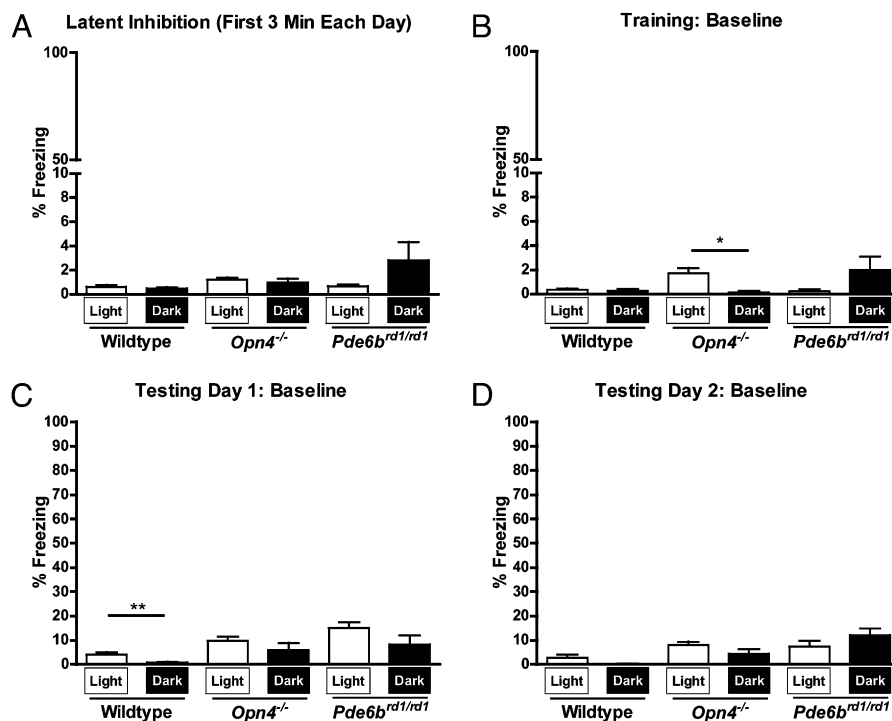 A Latent Inhibition (First 3 Min Each Day)
% Freezing
100
50
10
8
6
4
2
0
Light Dark Light Dark Light Dark
Wildtype Opn4-/- Pde6brd1/rd1
B Training: Baseline
% Freezing
100
50
10
8
6
4
2
0
*
Light Dark Light Dark Light Dark
Wildtype Opn4-/- Pde6brd1/rd1
C Testing Day 1: Baseline
% Freezing
100
90
80
70
60
50
40
30
20
10
0
**
Light Dark Light Dark Light Dark
Wildtype Opn4-/- Pde6brd1/rd1
D Testing Day 2: Baseline
% Freezing
100
90
80
70
60
50
40
30
20
10
0
Light Dark Light Dark Light Dark
Wildtype Opn4-/- Pde6brd1/rd1